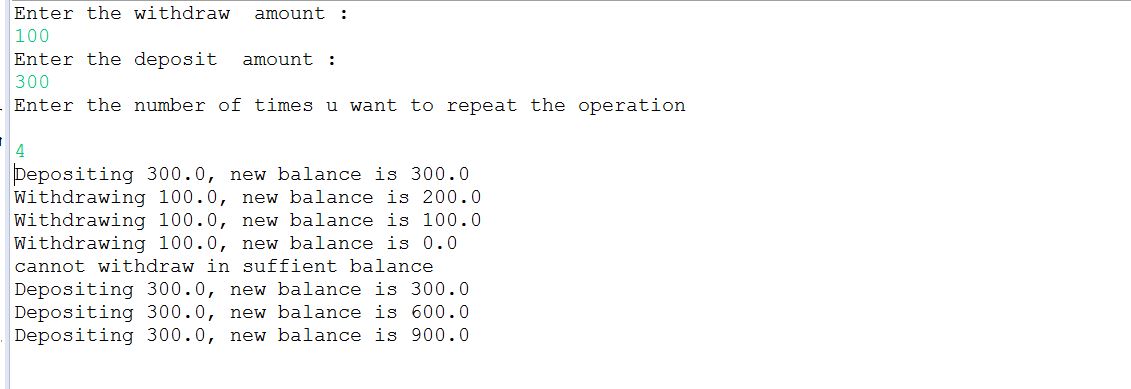 Enter the withdraw  amount :
100
Enter the deposit  amount :
300
Enter the number of times u want to repeat the operation
4
Depositing 300.0, new balance is 300.0
Withdrawing 100.0, new balance is 200.0
Withdrawing 100.0, new balance is 100.0
Withdrawing 100.0, new balance is 0.0
cannot withdraw in suffient balance
Depositing 300.0, new balance is 300.0
Depositing 300.0, new balance is 600.0
Depositing 300.0, new balance is 900.0